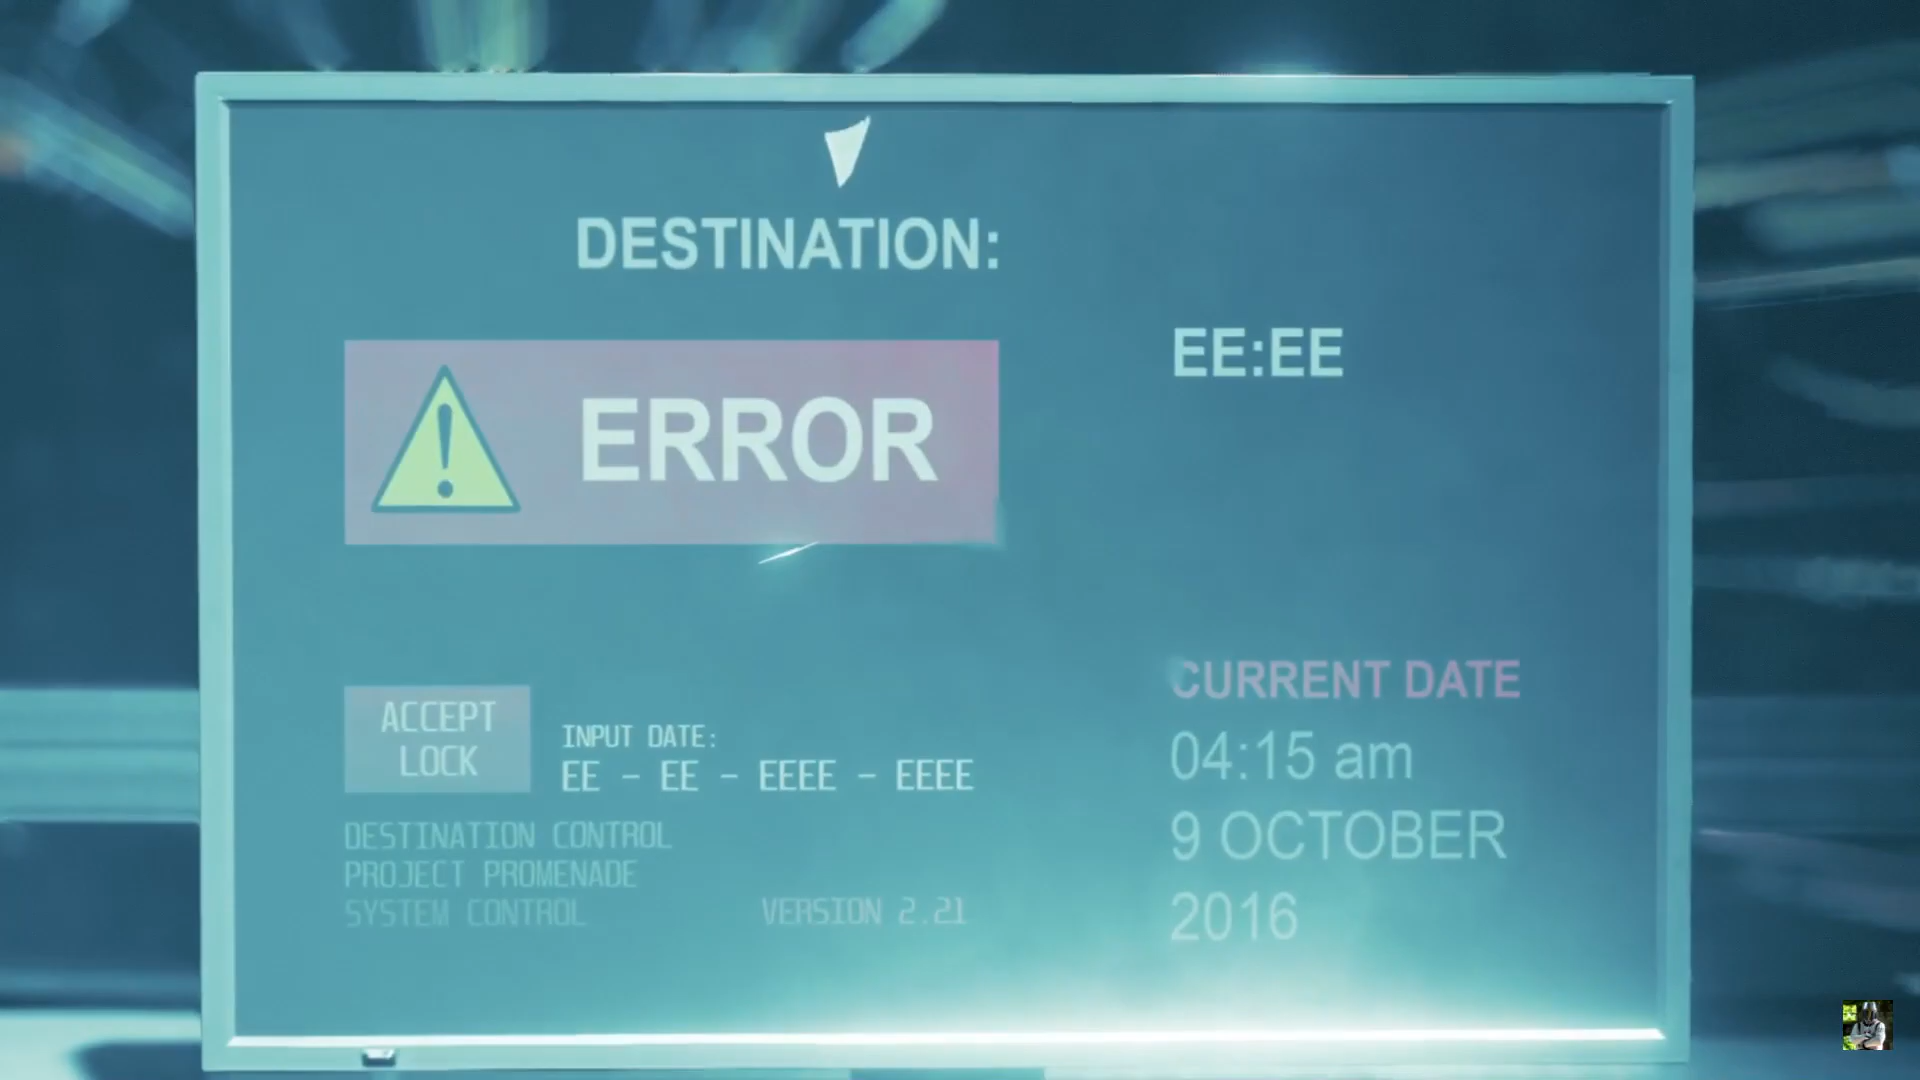 DESTINATION:
ERROR
EE:EE
ACCEPT
LOCK
INPUT DATE:
EE - EE - EEEE - EEEE
DESTINATION CONTROL
PROJECT PROMENADE
SYSTEM CONTROL
VERSION 2.21
CURRENT DATE
04:15 am
9 OCTOBER
2016